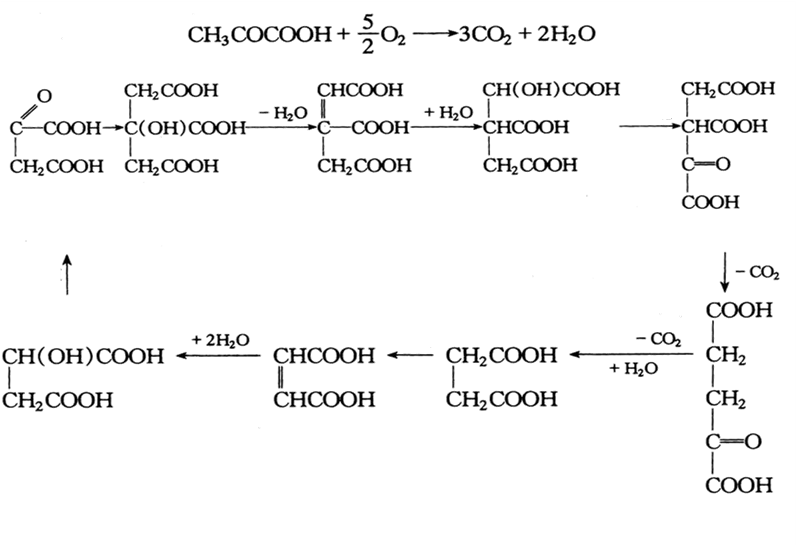 CH₃COCOOH + 5/2 O₂ ⟶ 3CO₂ + 2H₂O
O
CH₂COOH
CHCOOH
CH(OH)COOH
CH₂COOH
− H₂O
+ H₂O
C—COOH → C(OH)COOH → C—COOH → CHCOOH → CHCOOH
CH₂COOH
CH₂COOH
CH₂COOH
CH₂COOH
C=O
COOH
− CO₂
COOH
+ 2H₂O
− CO₂
CH(OH)COOH ← CHCOOH ← CH₂COOH ← CH₂
+ H₂O
CH₂COOH
CHCOOH
CH₂COOH
CH₂
C=O
COOH